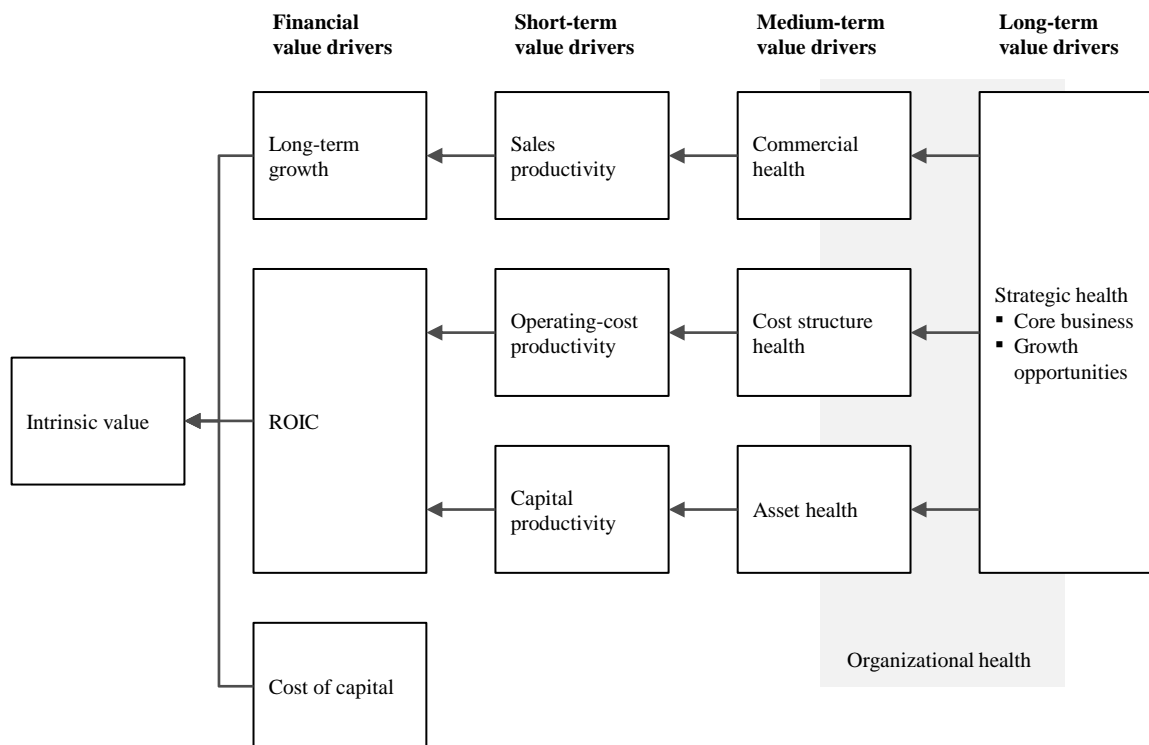 Financial
value drivers
Short-term
value drivers
Medium-term
value drivers
Long-term
value drivers
Long-term
growth
Sales
productivity
Commercial
health
Strategic health
▪ Core business
▪ Growth
opportunities
Operating-cost
productivity
Cost structure
health
Intrinsic value
ROIC
Capital
productivity
Asset health
Organizational health
Cost of capital